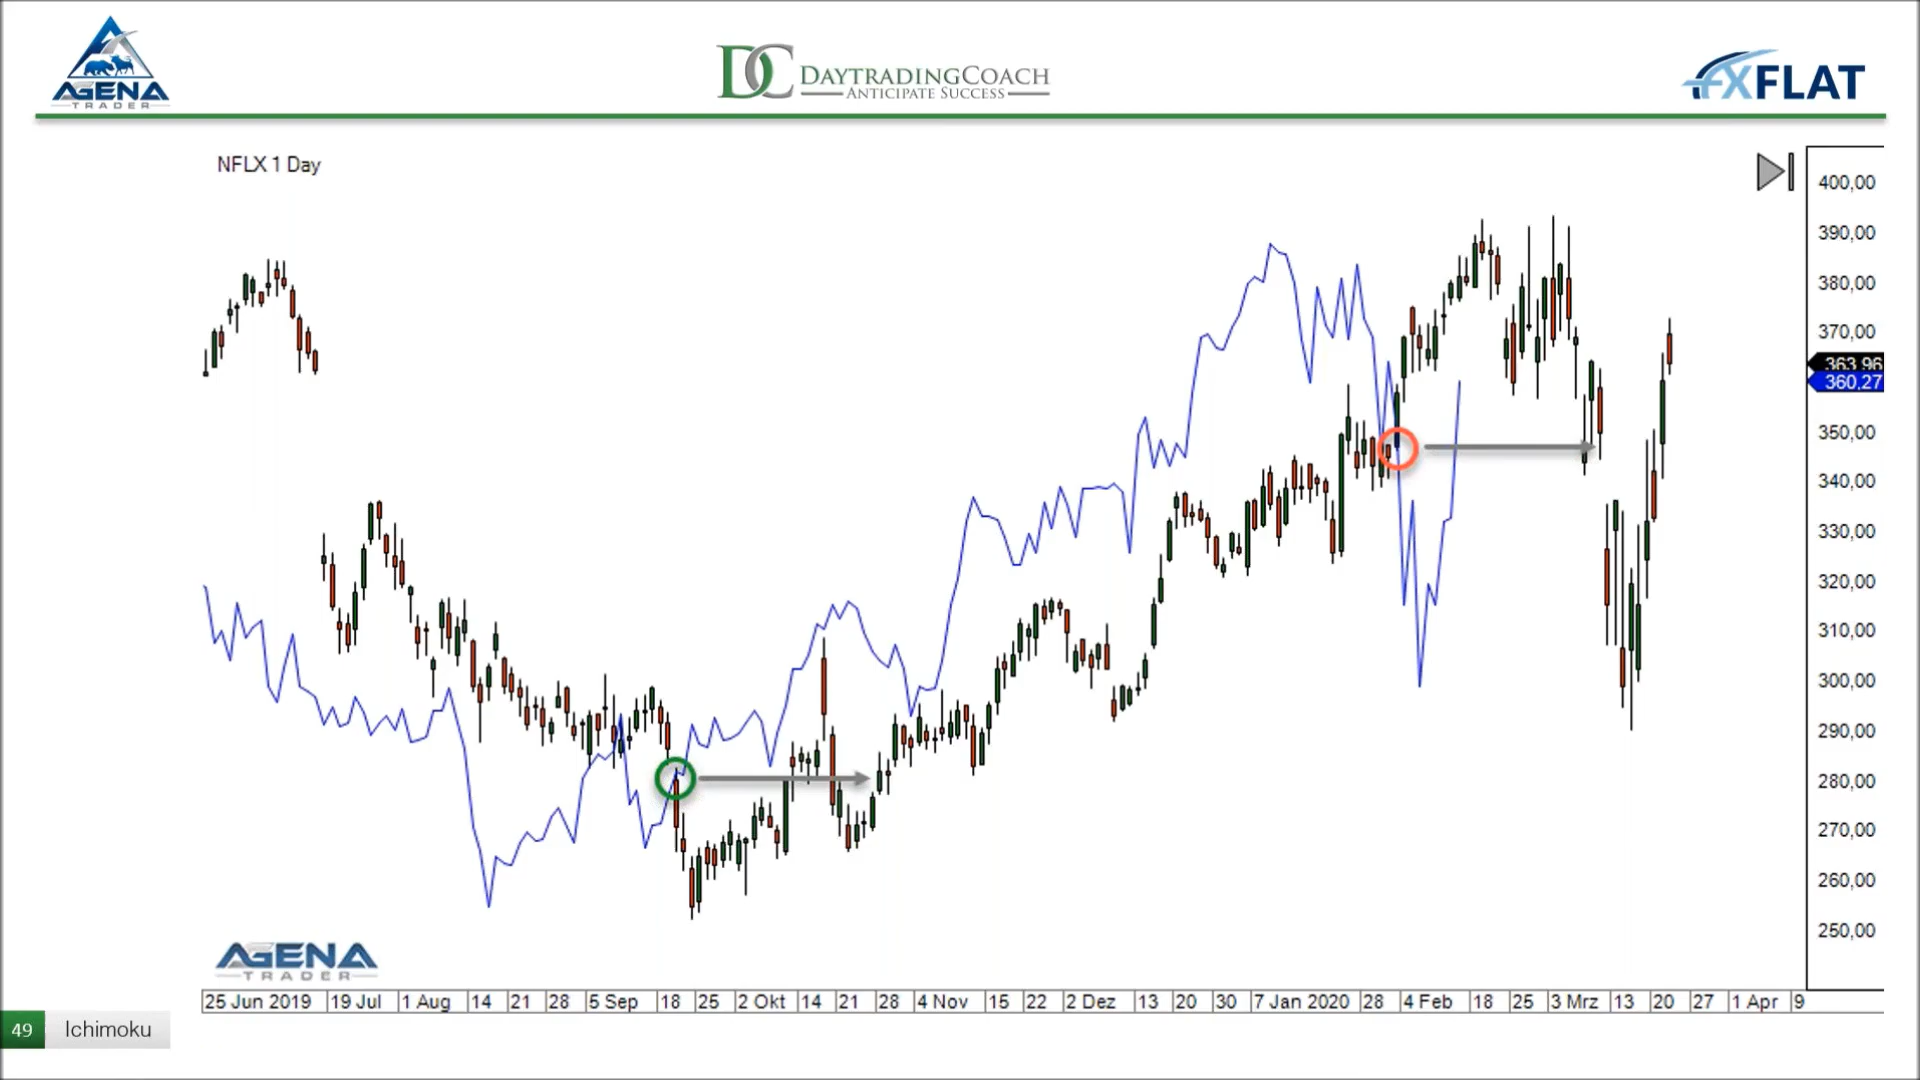 AGENA
TRADER
DC DAYTRADINGCOACH
ANTICIPATE SUCCESS
FXFLAT
NFLX 1 Day
400,00
390,00
380,00
370,00
363,96
360,27
350,00
340,00
330,00
320,00
310,00
300,00
290,00
280,00
270,00
260,00
250,00
AGENA
TRADER
25 Jun 2019 19 Jul 1 Aug 14 21 28 5 Sep 18 25 2 Okt 14 21 28 4 Nov 15 22 2 Dez 13 20 30 7 Jan 2020 28 4 Feb 18 25 3 Mrz 13 20 27 1 Apr 9
49 Ichimoku